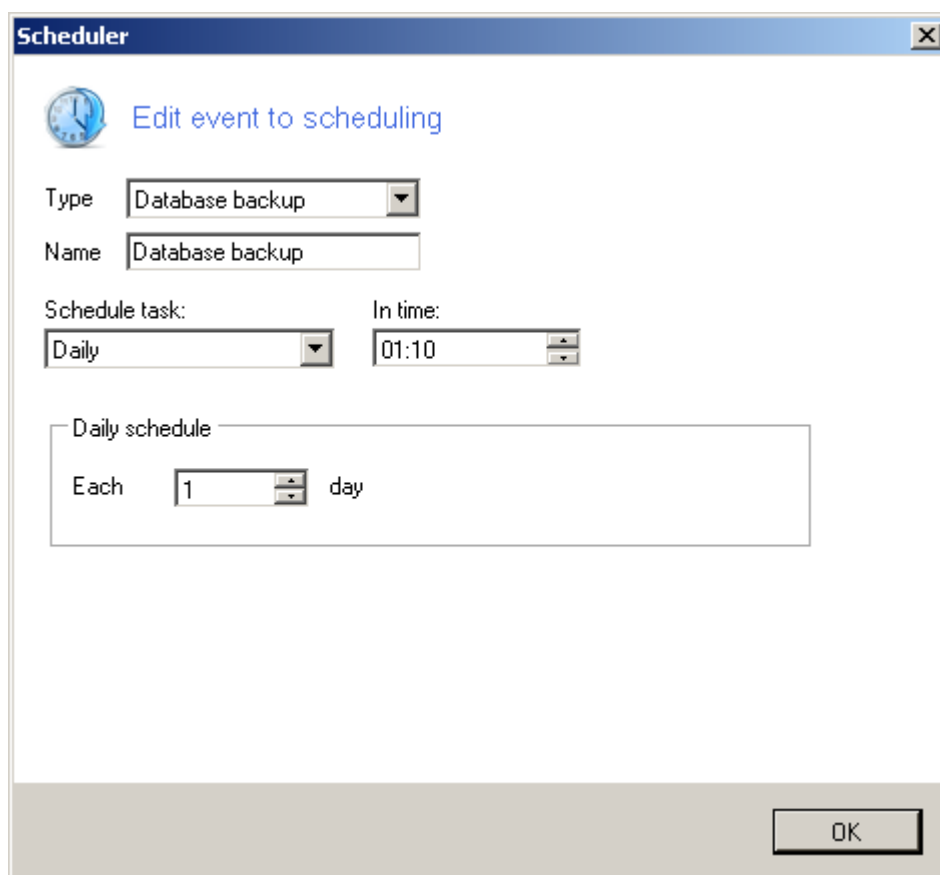 Scheduler
Edit event to scheduling
Type Database backup
Name Database backup
Schedule task: In time:
Daily 01:10
Daily schedule
Each 1 day
OK